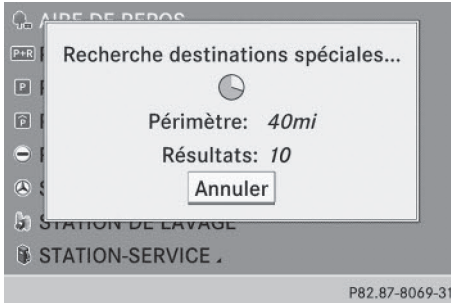 AIRE DE REPOS
P+R
Recherche destinations spéciales...
P
Périmètre: 40mi
P
Résultats: 10
Annuler
STATION DE LAVAGE
STATION-SERVICE
P82.87-8069-31